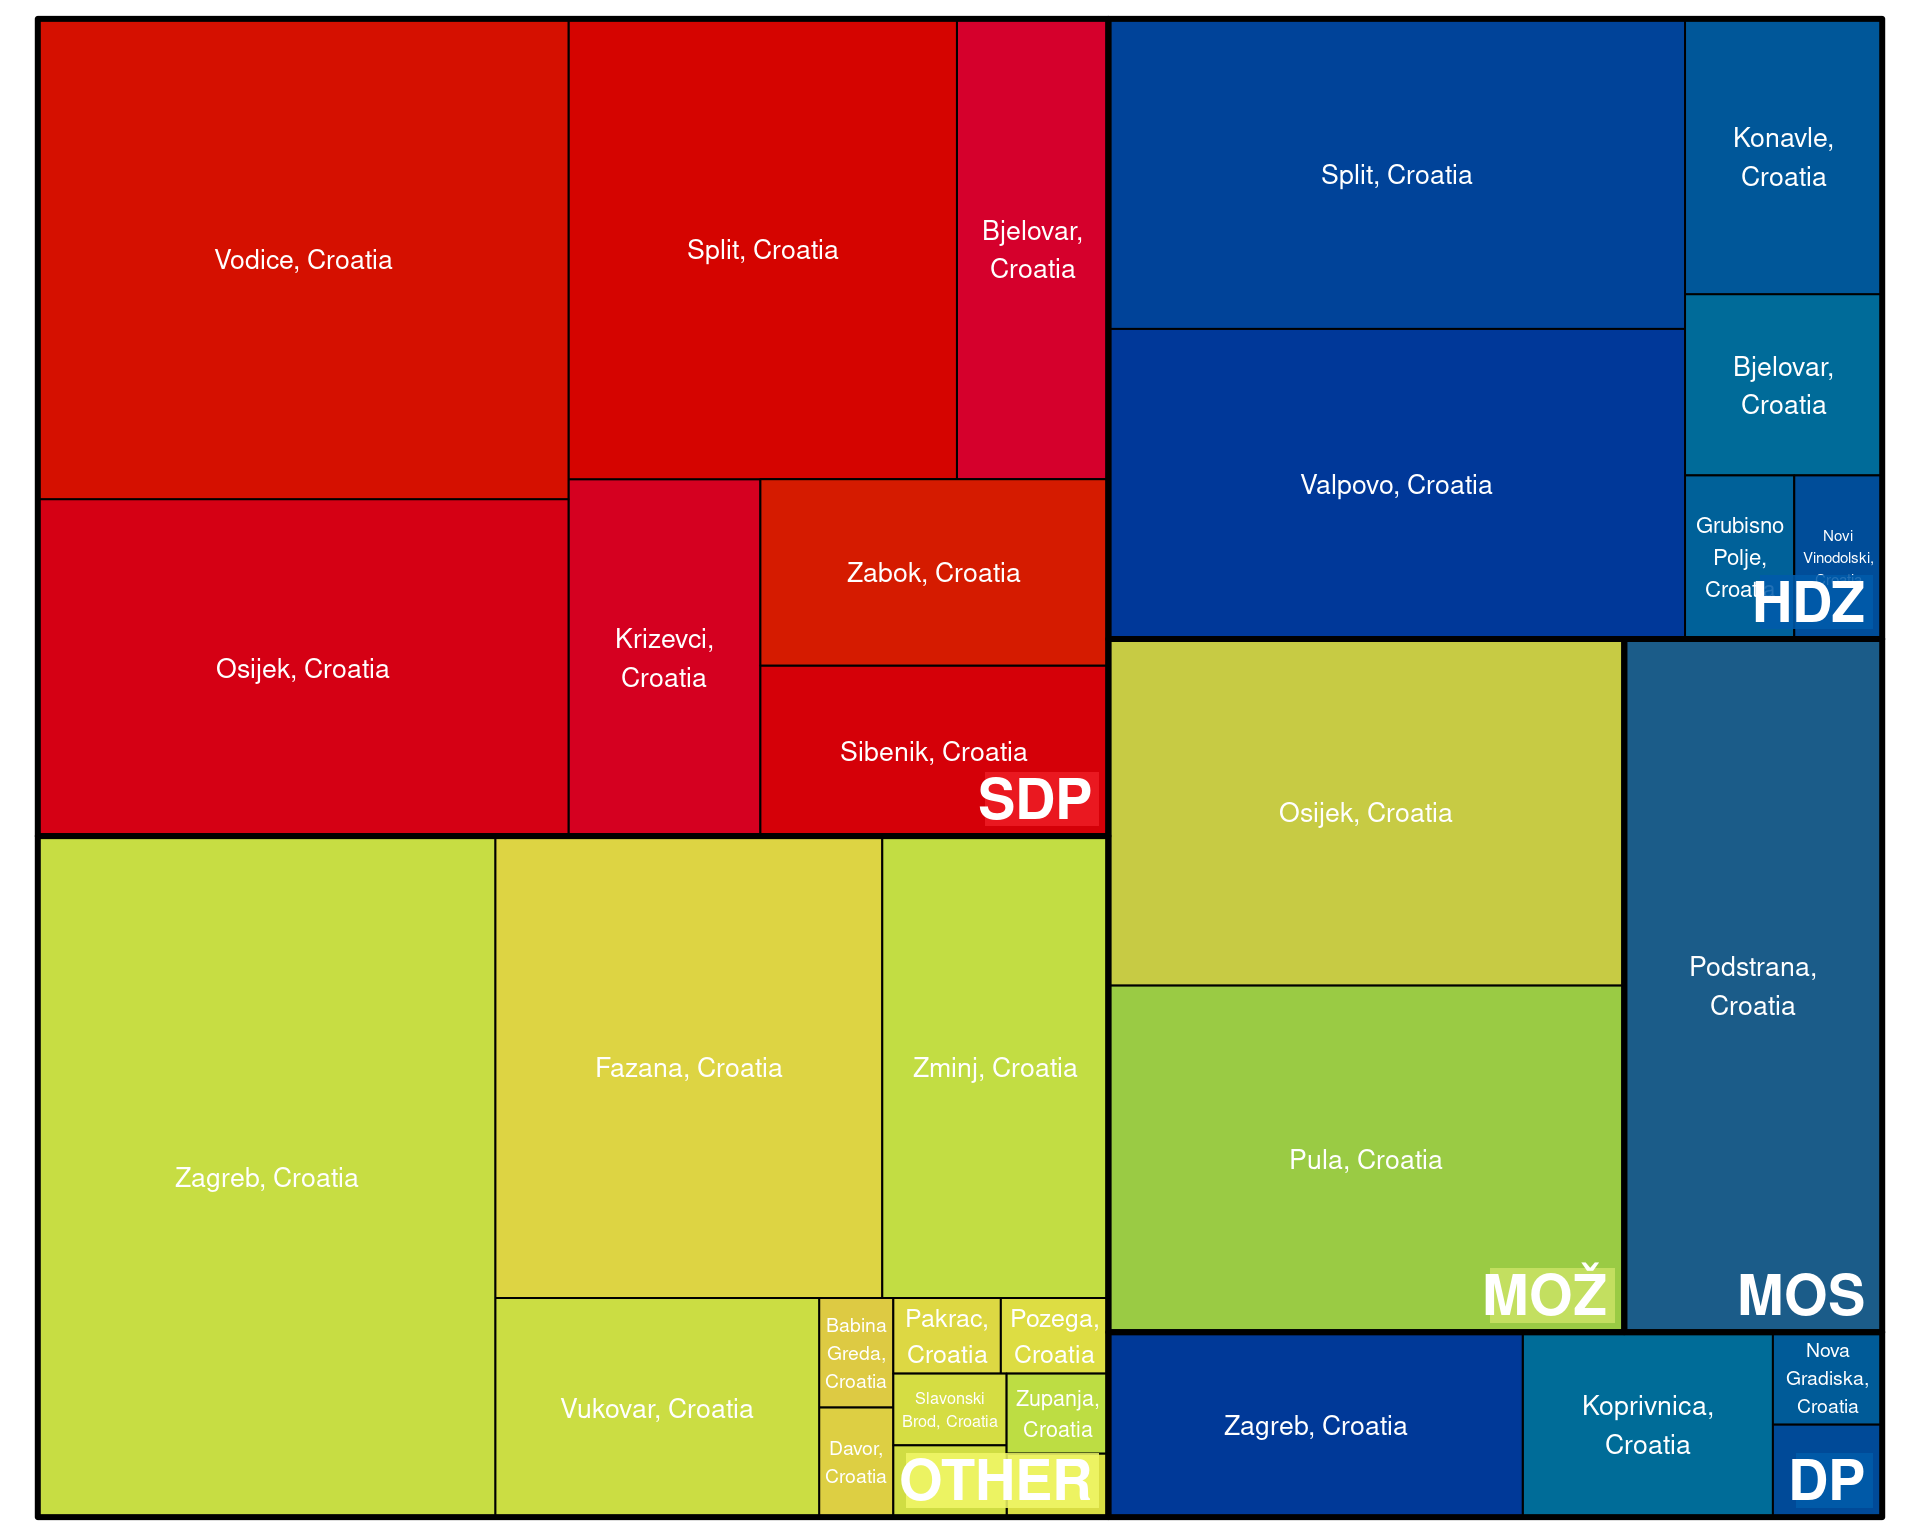 Vodice, Croatia
Split, Croatia
Bjelovar,
Croatia
Osijek, Croatia
Krizevci,
Croatia
Zabok, Croatia
Sibenik, Croatia
SDP
Split, Croatia
Konavle,
Croatia
Bjelovar,
Croatia
Valpovo, Croatia
Grubisno
Polje,
Croatia
Novi
Vinodolski,
Croatia
HDZ
Zagreb, Croatia
Fazana, Croatia
Zminj, Croatia
Vukovar, Croatia
Babina
Greda,
Croatia
Davor,
Croatia
Pakrac,
Croatia
Pozega,
Croatia
Slavonski
Brod, Croatia
Zupanja,
Croatia
OTHER
Osijek, Croatia
Pula, Croatia
MOŽ
Podstrana,
Croatia
MOS
Zagreb, Croatia
Koprivnica,
Croatia
Nova
Gradiska,
Croatia
DP